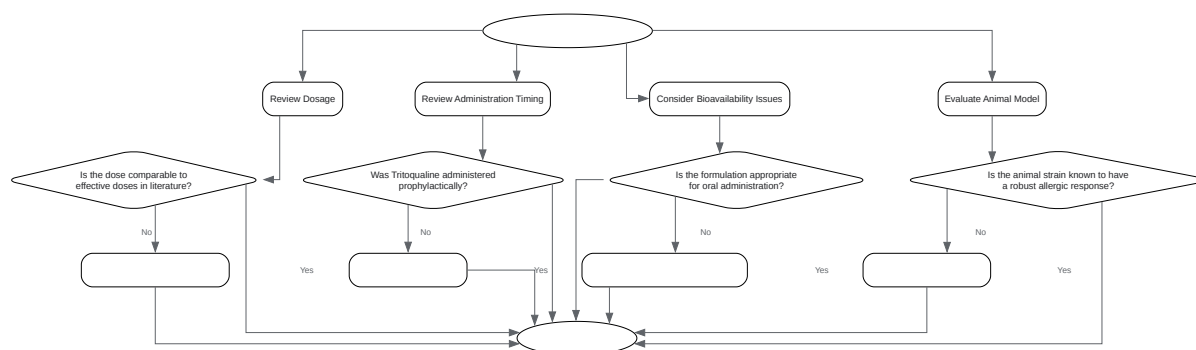 Review Dosage
Review Administration Timing
Consider Bioavailability Issues
Evaluate Animal Model
Is the dose comparable to
effective doses in literature?
Was Tritoqualine administered
prophylactically?
Is the formulation appropriate
for oral administration?
Is the animal strain known to have
a robust allergic response?
No
No
No
No
Yes
Yes
Yes
Yes